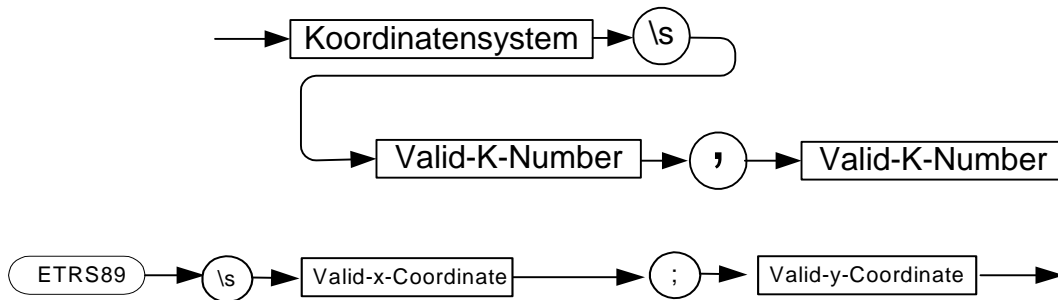 Koordinatensystem \s
Valid-K-Number , Valid-K-Number
ETRS89 \s Valid-x-Coordinate ; Valid-y-Coordinate